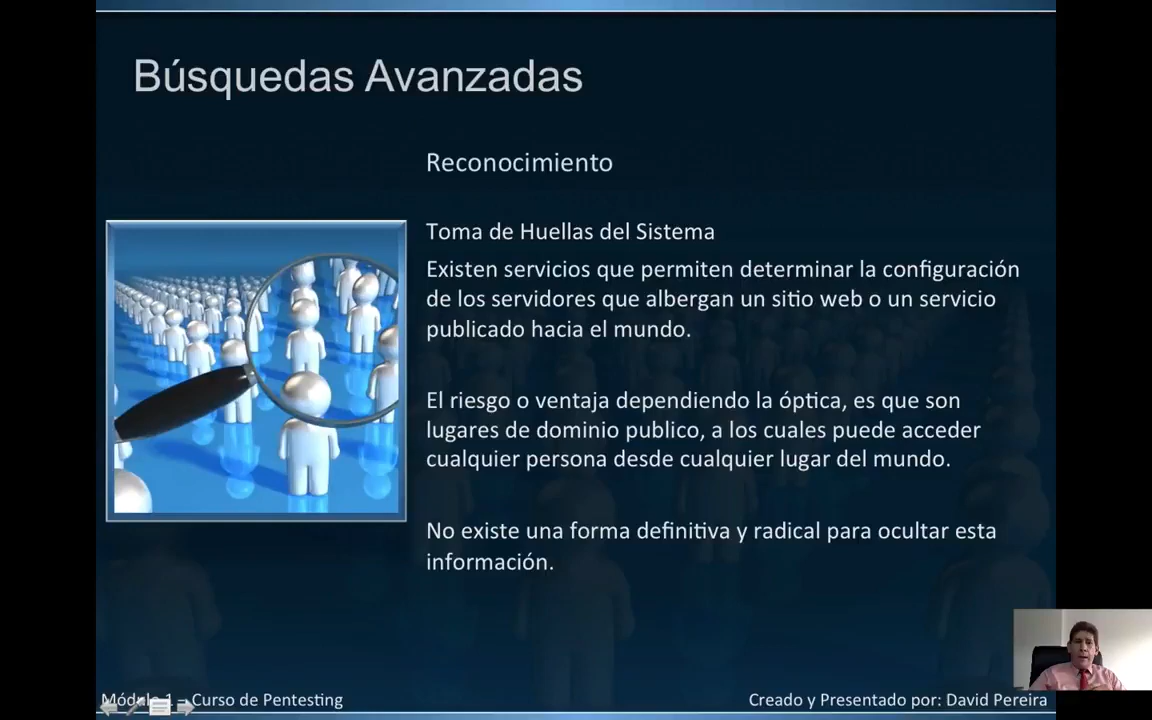 Búsquedas Avanzadas
Reconocimiento
Toma de Huellas del Sistema
Existen servicios que permiten determinar la configuración
de los servidores que albergan un sitio web o un servicio
publicado hacia el mundo.
El riesgo o ventaja dependiendo la óptica, es que son
lugares de dominio publico, a los cuales puede acceder
cualquier persona desde cualquier lugar del mundo.
No existe una forma definitiva y radical para ocultar esta
información.
Módulo 1 – Curso de Pentesting
Creado y Presentado por: David Pereira